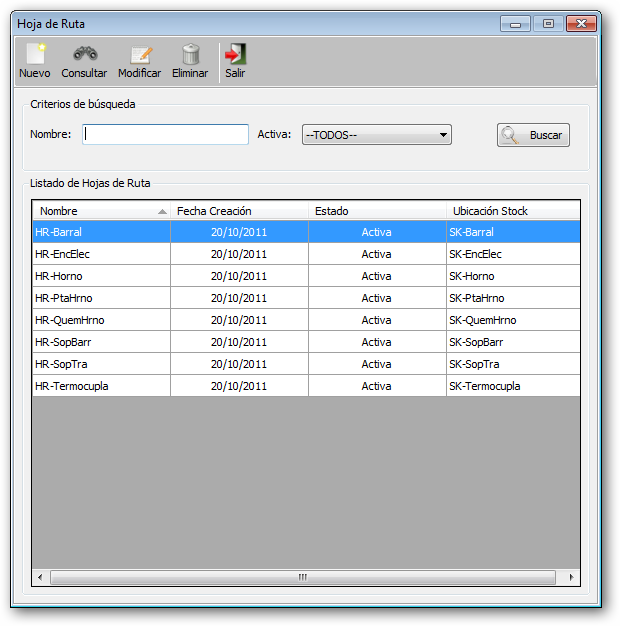 Hoja de Ruta
Nuevo Consultar Modificar Eliminar Salir
Criterios de búsqueda
Nombre: Activa: --TODOS-- Buscar
Listado de Hojas de Ruta
Nombre Fecha Creación Estado Ubicación Stock
HR-Barral 20/10/2011 Activa SK-Barral
HR-EncElec 20/10/2011 Activa SK-EncElec
HR-Horno 20/10/2011 Activa SK-Horno
HR-PtaHrno 20/10/2011 Activa SK-PtaHrno
HR-QuemHrno 20/10/2011 Activa SK-QuemHrno
HR-SopBarr 20/10/2011 Activa SK-SopBarr
HR-SopTra 20/10/2011 Activa SK-SopTra
HR-Termocupla 20/10/2011 Activa SK-Termocupla